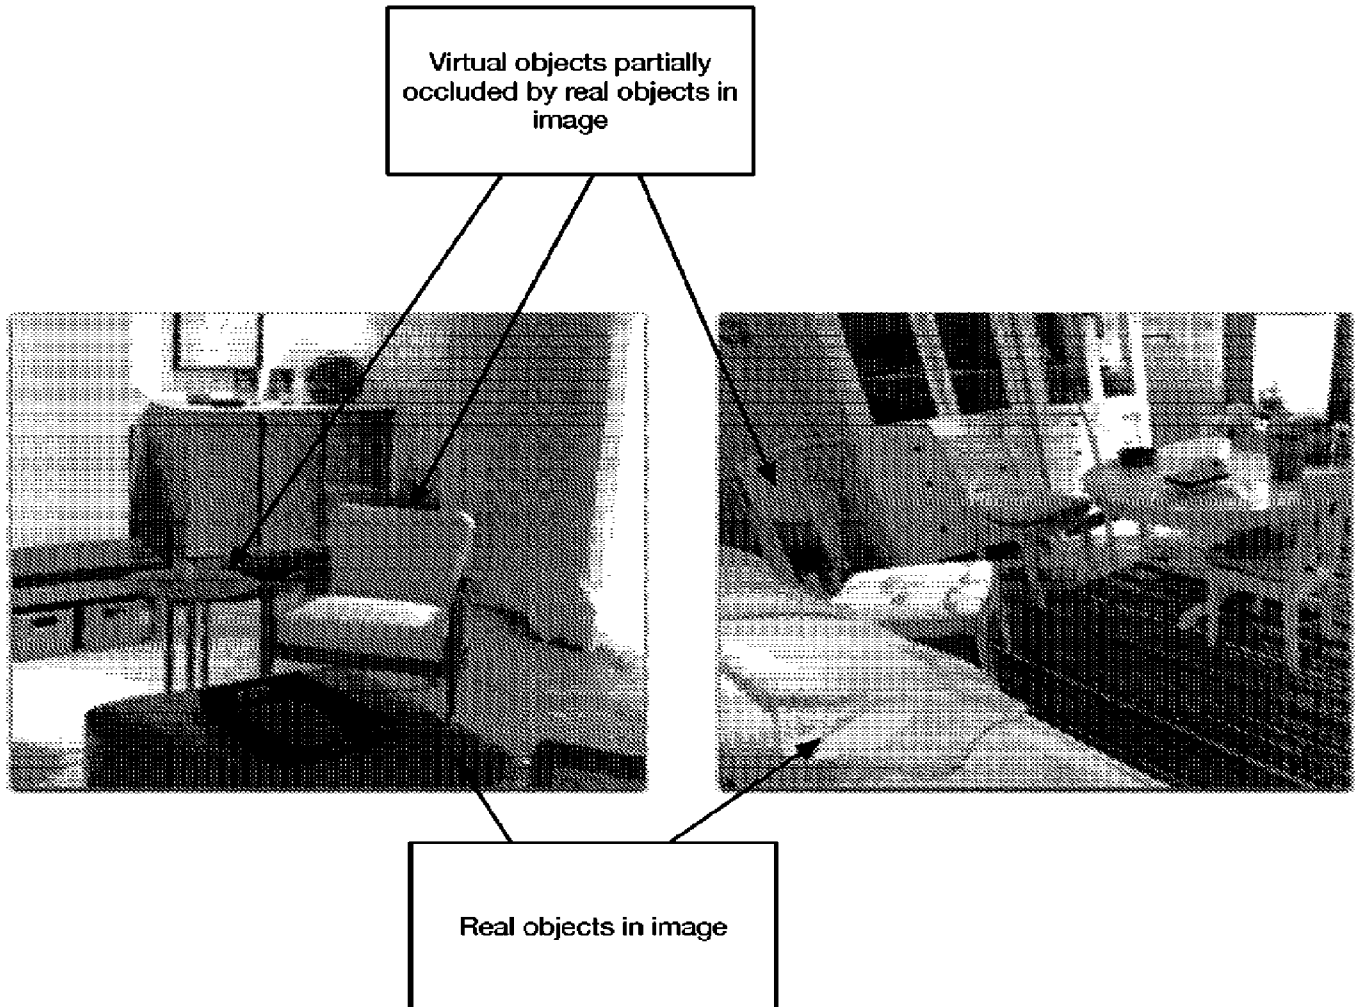 Virtual objects partially
occluded by real objects in
image
Real objects in image